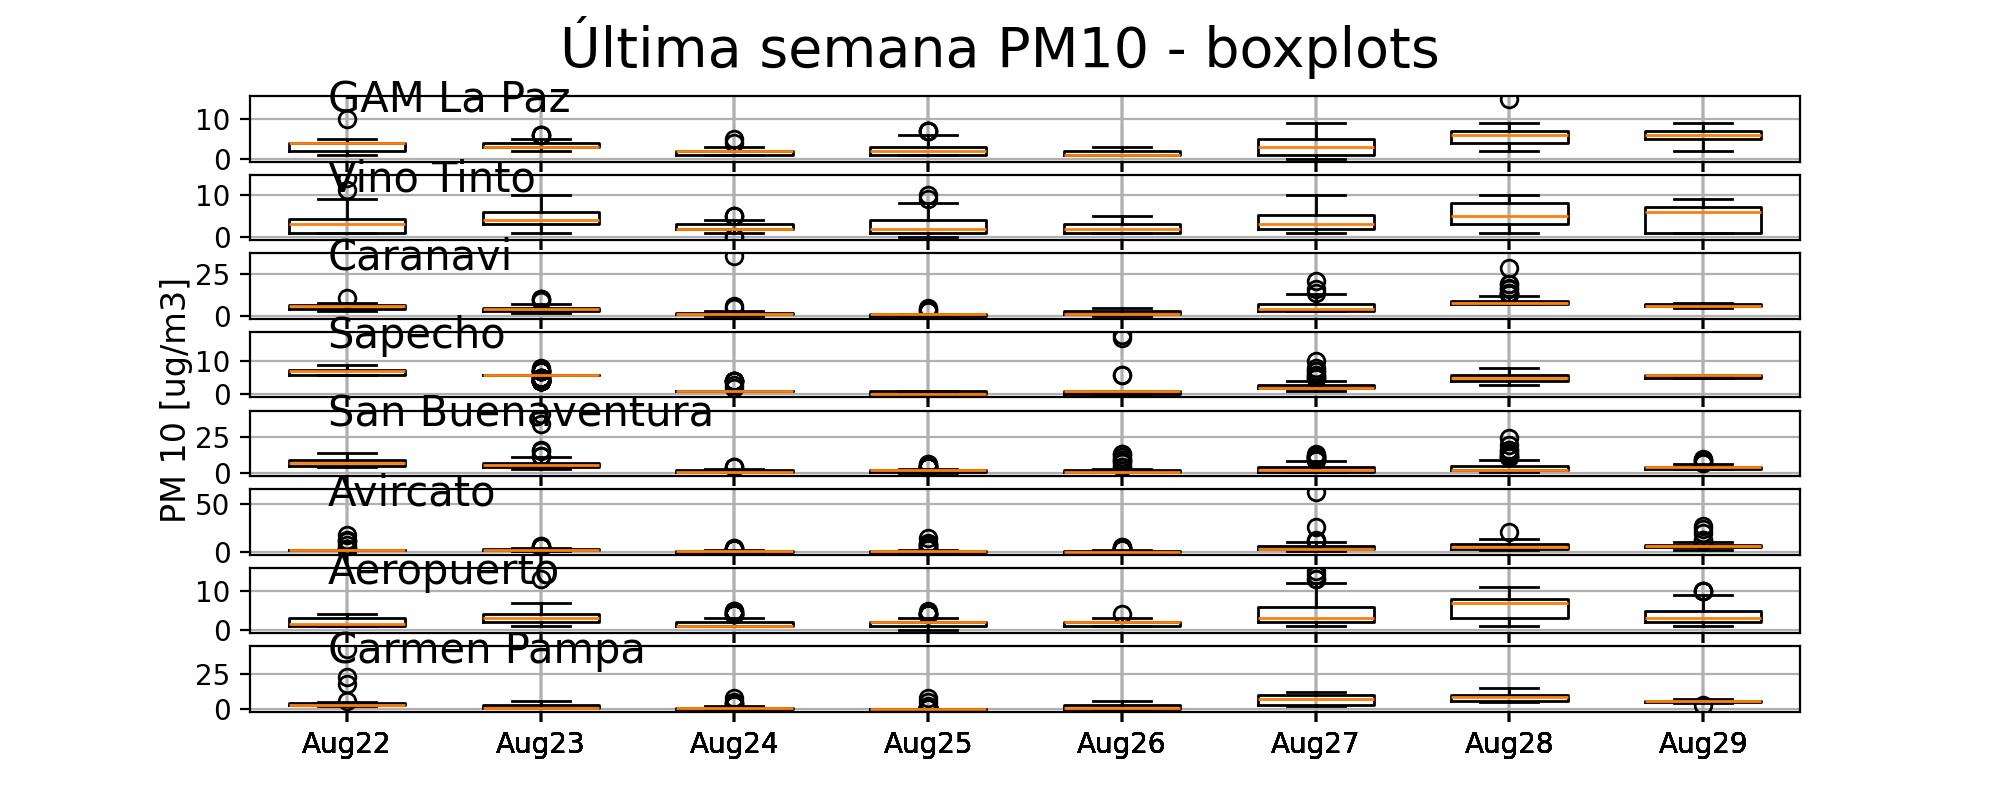 Última semana PM10 - boxplots
GAM La Paz
10
0
Vino Tinto
10
0
Caranavi
25
0
Sapecho
10
0
San Buenaventura
25
0
Avircato
50
0
Aeropuerto
10
0
Carmen Pampa
25
0
PM 10 [ug/m3]
Aug22 Aug23 Aug24 Aug25 Aug26 Aug27 Aug28 Aug29